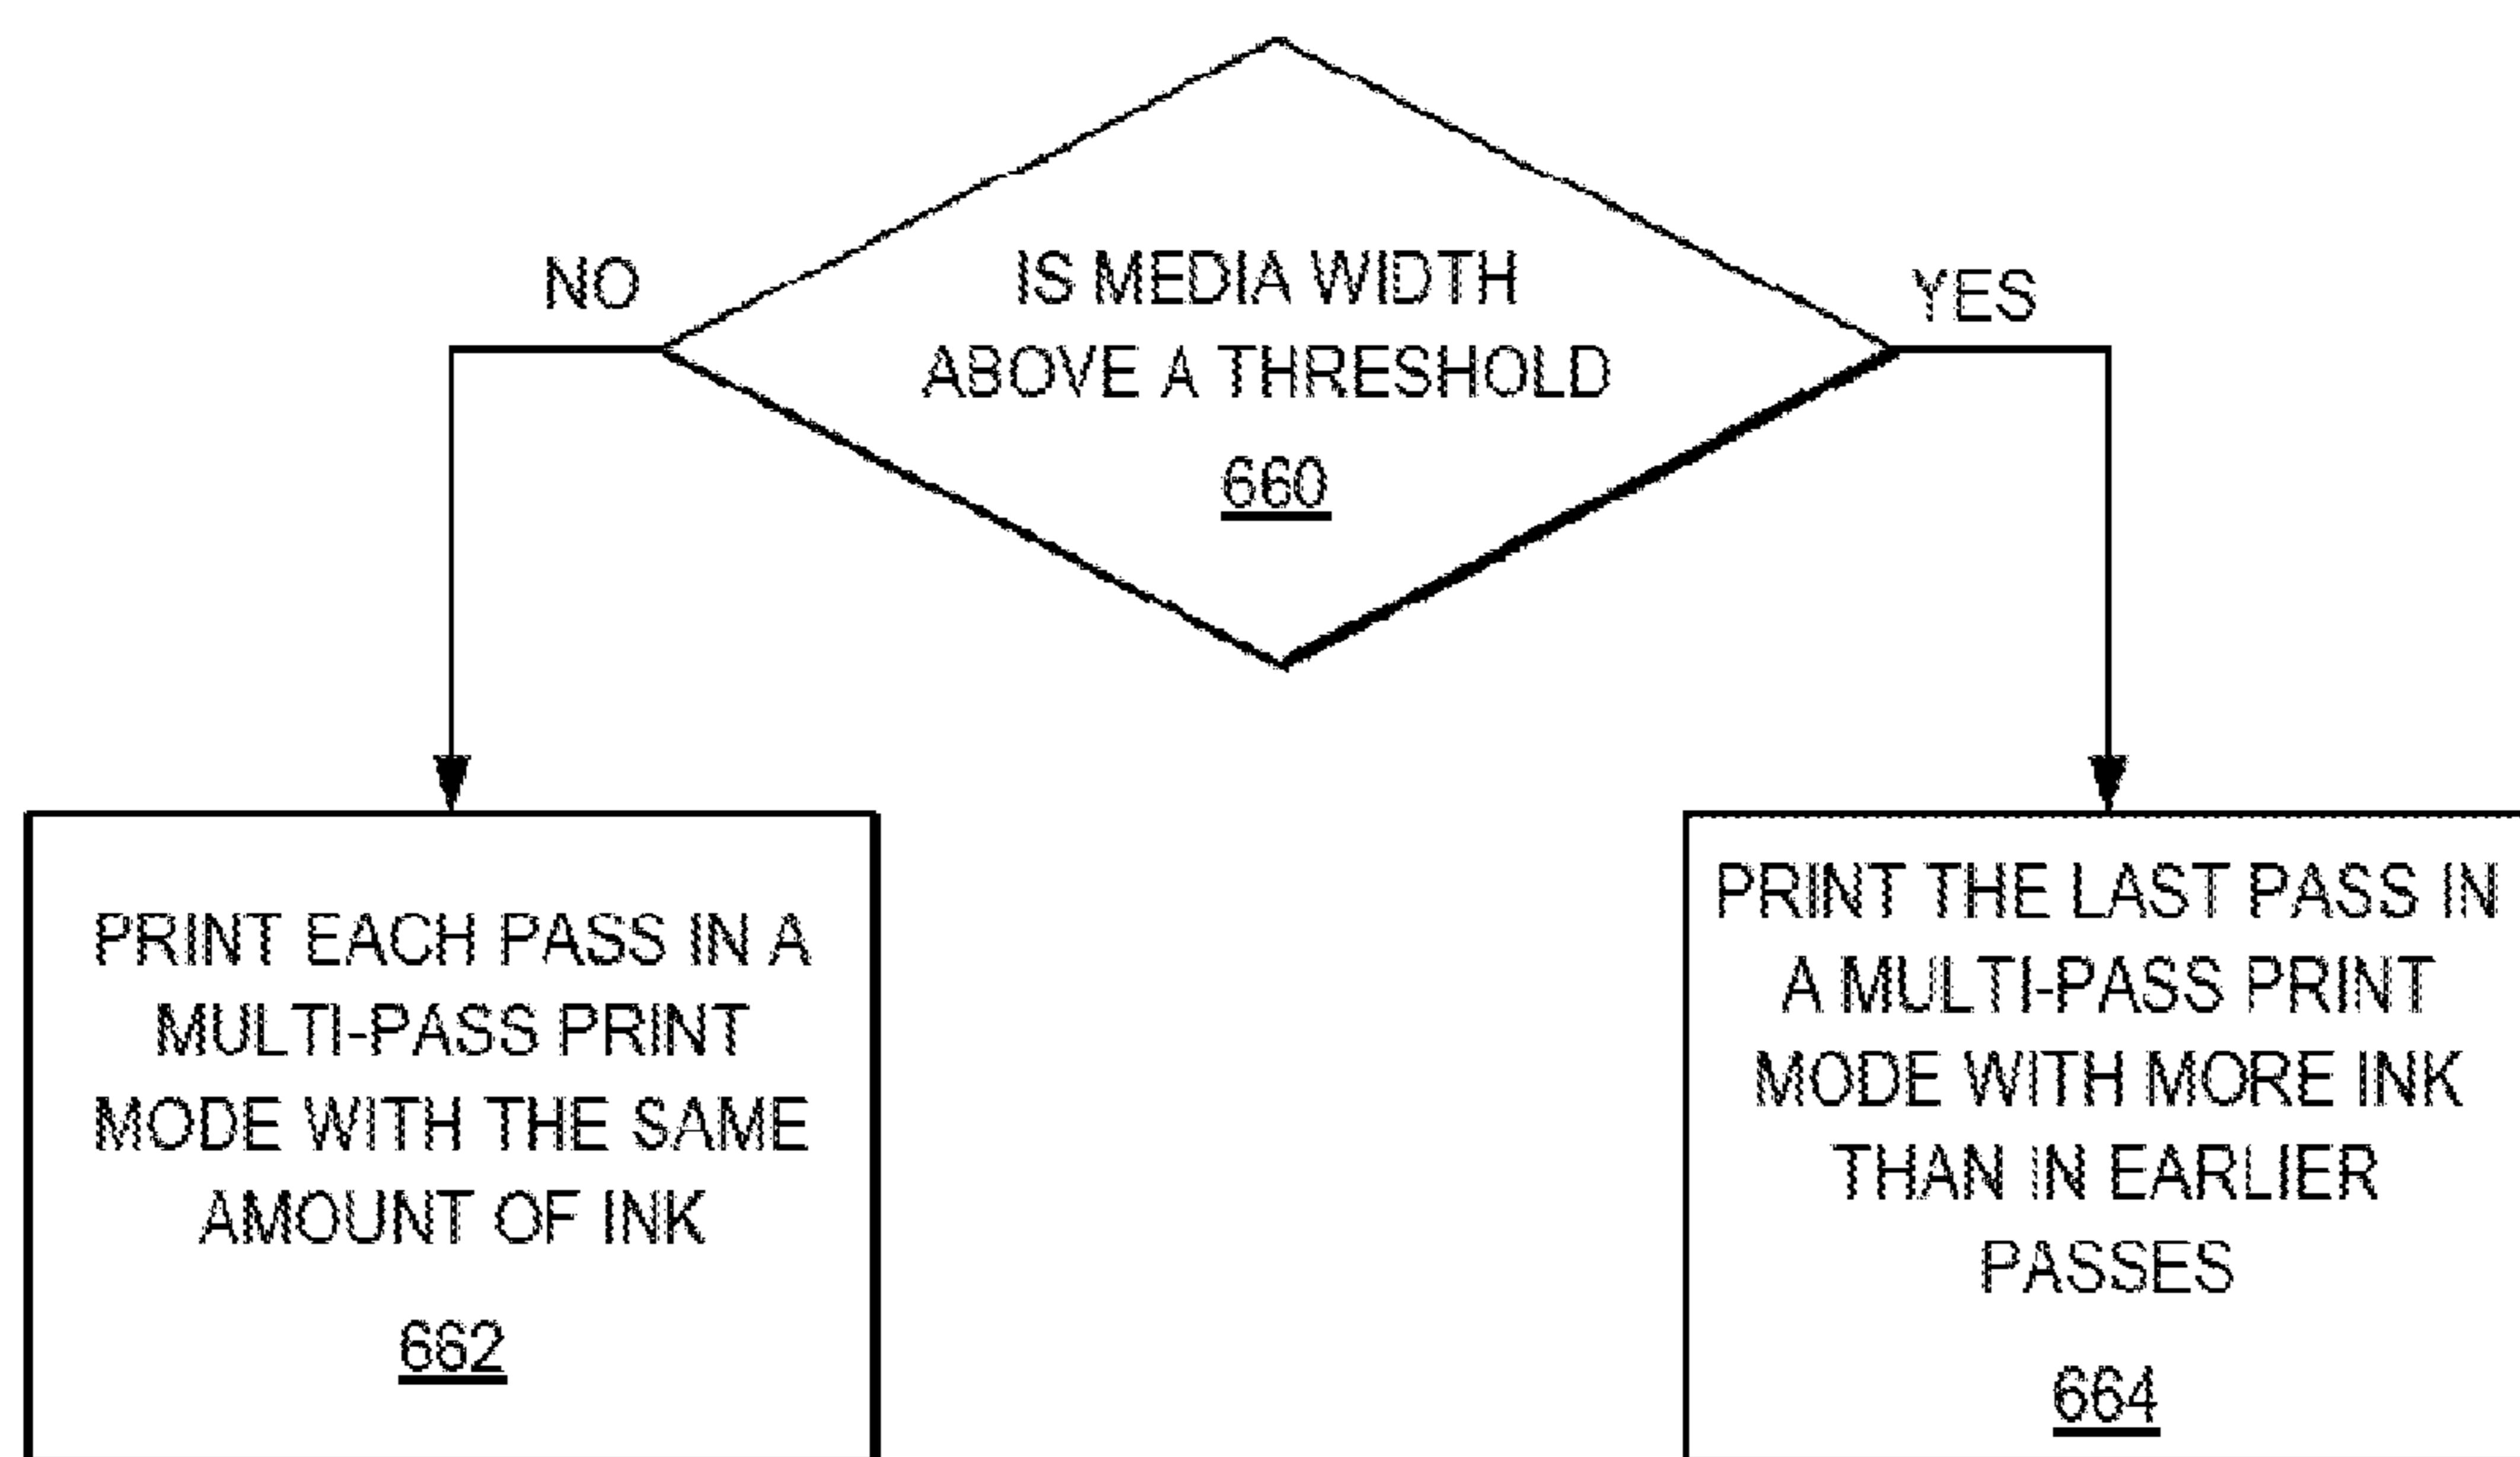 IS MEDIA WIDTH
ABOVE A THRESHOLD
660
NO
YES
PRINT EACH PASS IN A
MULTI-PASS PRINT
MODE WITH THE SAME
AMOUNT OF INK
662
PRINT THE LAST PASS IN
A MULTI-PASS PRINT
MODE WITH MORE INK
THAN IN EARLIER
PASSES
664